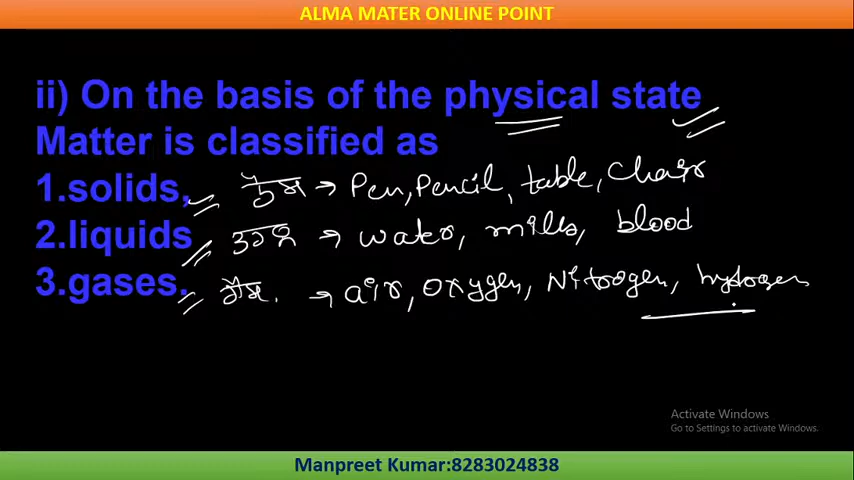 ALMA MATER ONLINE POINT
ii) On the basis of the physical state
Matter is classified as
1.solids, ਠੋਸ → Pen, Pencil, table, Chair
2.liquids ਤਰਲ → water, milk, blood
3.gases. ਗੈਸ. → air, Oxygen, Nitrogen, hydrogen
Activate Windows
Go to Settings to activate Windows.
Manpreet Kumar:8283024838